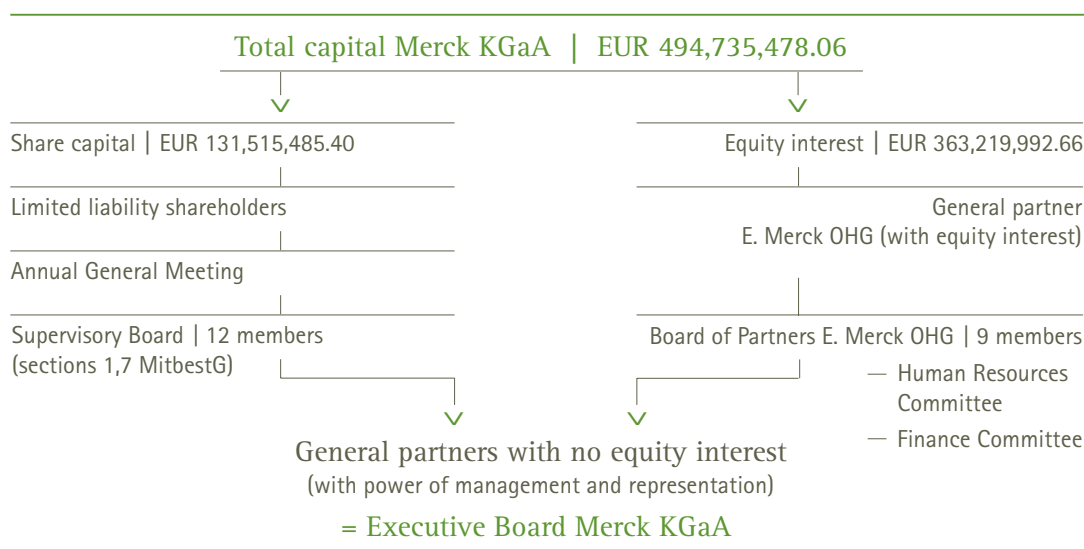 Total capital Merck KGaA | EUR 494,735,478.06
Share capital | EUR 131,515,485.40
Limited liability shareholders
Annual General Meeting
Supervisory Board | 12 members
(sections 1,7 MitbestG)
Equity interest | EUR 363,219,992.66
General partner
E. Merck OHG (with equity interest)
Board of Partners E. Merck OHG | 9 members
— Human Resources
Committee
— Finance Committee
General partners with no equity interest
(with power of management and representation)
= Executive Board Merck KGaA